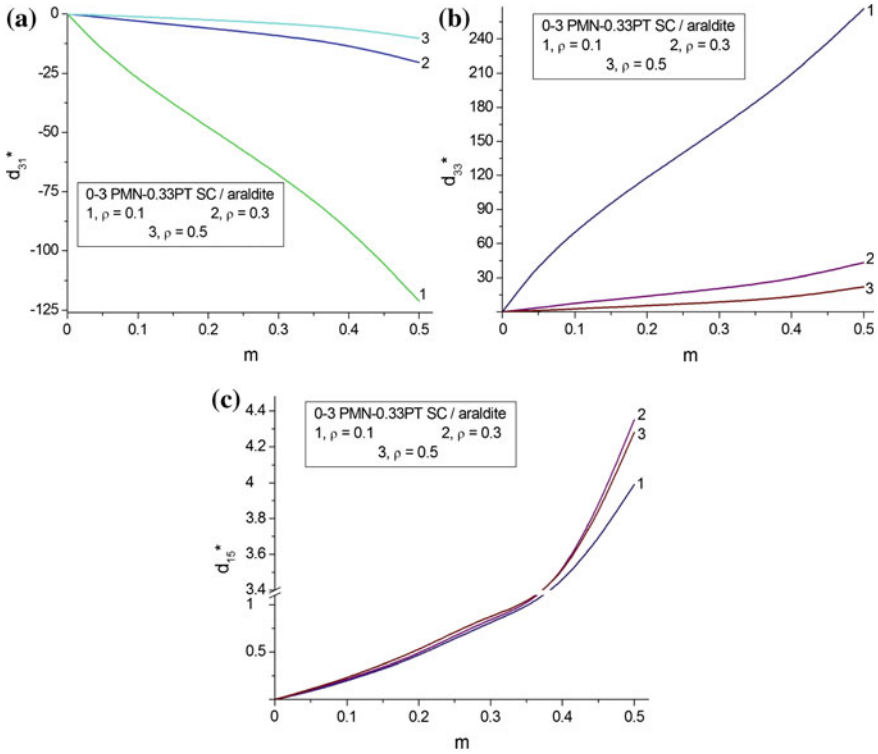 (a)
0
-25
-50
-75
-100
-125
d31*
0-3 PMN-0.33PT SC / araldite
1, ρ = 0.1 2, ρ = 0.3
3, ρ = 0.5
3
2
1
0 0.1 0.2 0.3 0.4 0.5
m
(b)
240
210
180
150
120
90
60
30
d33*
0-3 PMN-0.33PT SC / araldite
1, ρ = 0.1 2, ρ = 0.3
3, ρ = 0.5
1
2
3
0 0.1 0.2 0.3 0.4 0.5
m
(c)
4.4
4.2
4
3.8
3.6
3.4
1
0.5
d15*
0-3 PMN-0.33PT SC / araldite
1, ρ = 0.1 2, ρ = 0.3
3, ρ = 0.5
2
3
1
0 0.1 0.2 0.3 0.4 0.5
m